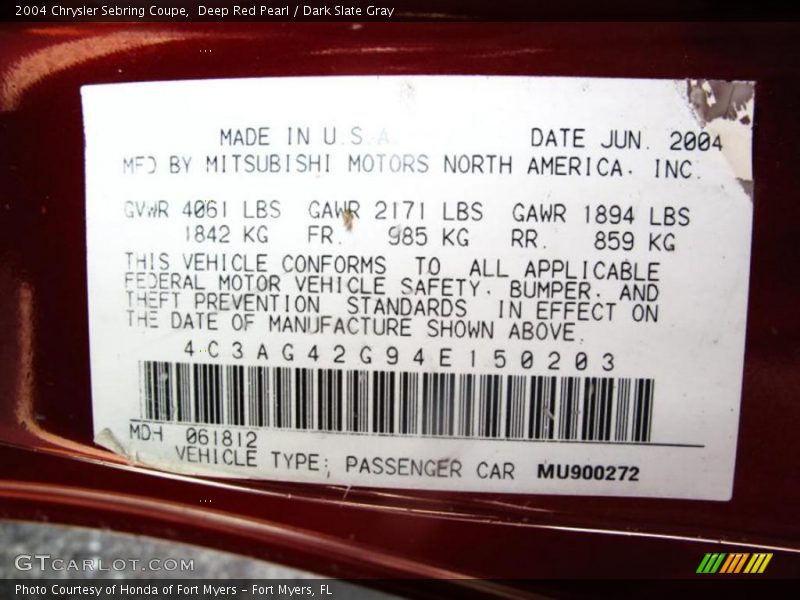 2004 Chrysler Sebring Coupe,  Deep Red Pearl / Dark Slate Gray
MADE IN U.S.A. DATE JUN. 2004
MFD BY MITSUBISHI MOTORS NORTH AMERICA. INC.
GVWR 4061 LBS GAWR 2171 LBS GAWR 1894 LBS
1842 KG FR. 985 KG RR. 859 KG
THIS VEHICLE CONFORMS TO ALL APPLICABLE
FEDERAL MOTOR VEHICLE SAFETY. BUMPER. AND
THEFT PREVENTION STANDARDS IN EFFECT ON
THE DATE OF MANUFACTURE SHOWN ABOVE.
4C3AG42G94E150203
MDH 061812
VEHICLE TYPE; PASSENGER CAR MU900272
GTCARLOT.COM
Photo Courtesy of Honda of Fort Myers - Fort Myers, FL